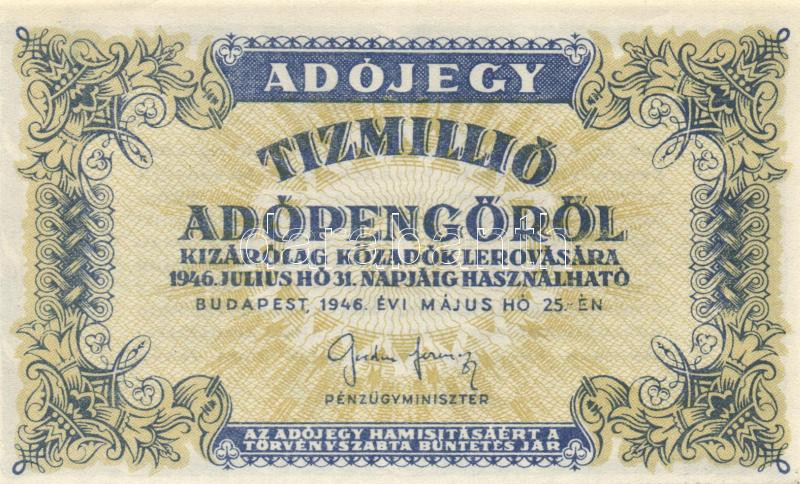 ADÓJEGY
TIZMILLIÓ
ADÓPENGŐRŐL
KIZÁRÓLAG KÖZADÓK LEROVÁSÁRA
1946. JULIUS HÓ 31. NAPJÁIG HASZNÁLHATÓ
BUDAPEST, 1946. ÉVI MÁJUS HÓ 25.-ÉN
PÉNZÜGYMINISZTER
AZ ADÓJEGY HAMISITÁSÁÉRT A
TÖRVÉNYSZABTA BÜNTETÉS JÁR
darabanth